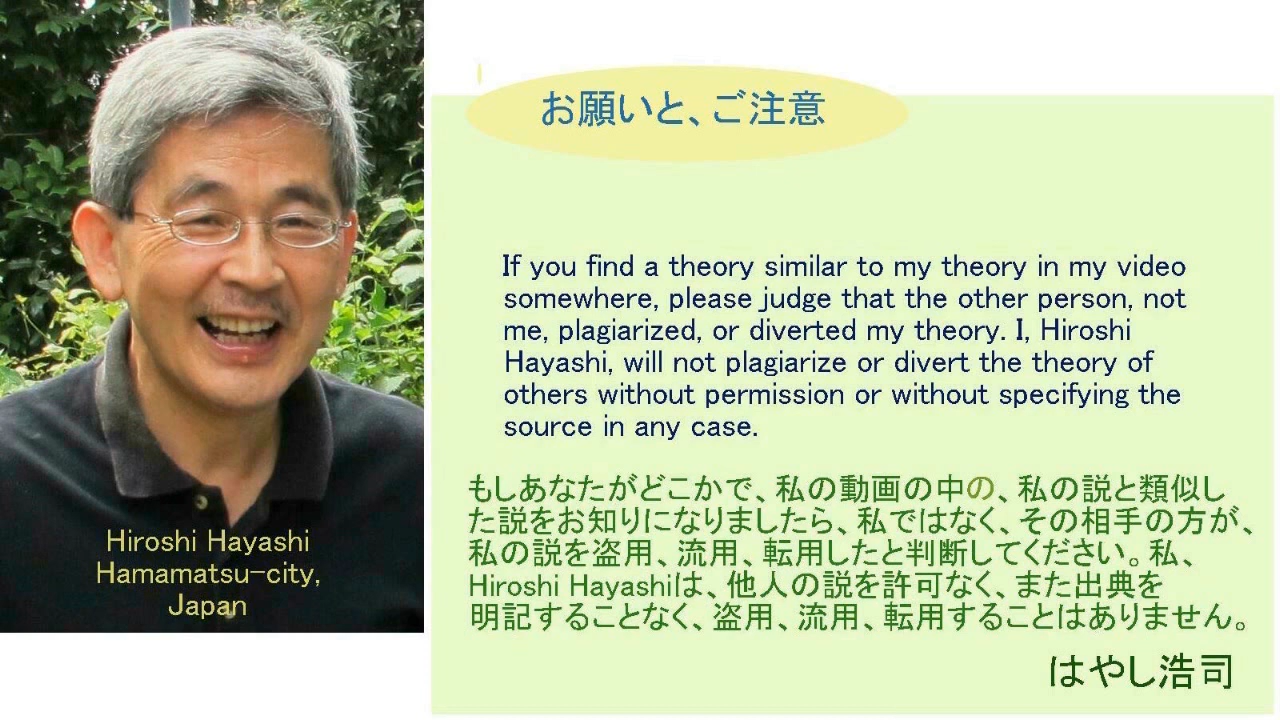 お願いと、ご注意
If you find a theory similar to my theory in my video
somewhere, please judge that the other person, not
me, plagiarized, or diverted my theory. I, Hiroshi
Hayashi, will not plagiarize or divert the theory of
others without permission or without specifying the
source in any case.
もしあなたがどこかで、私の動画の中の、私の説と類似し
た説をお知りになりましたら、私ではなく、その相手の方が、
私の説を盗用、流用、転用したと判断してください。私、
Hiroshi Hayashiは、他人の説を許可なく、また出典を
明記することなく、盗用、流用、転用することはありません。
はやし浩司
Hiroshi Hayashi
Hamamatsu-city,
Japan